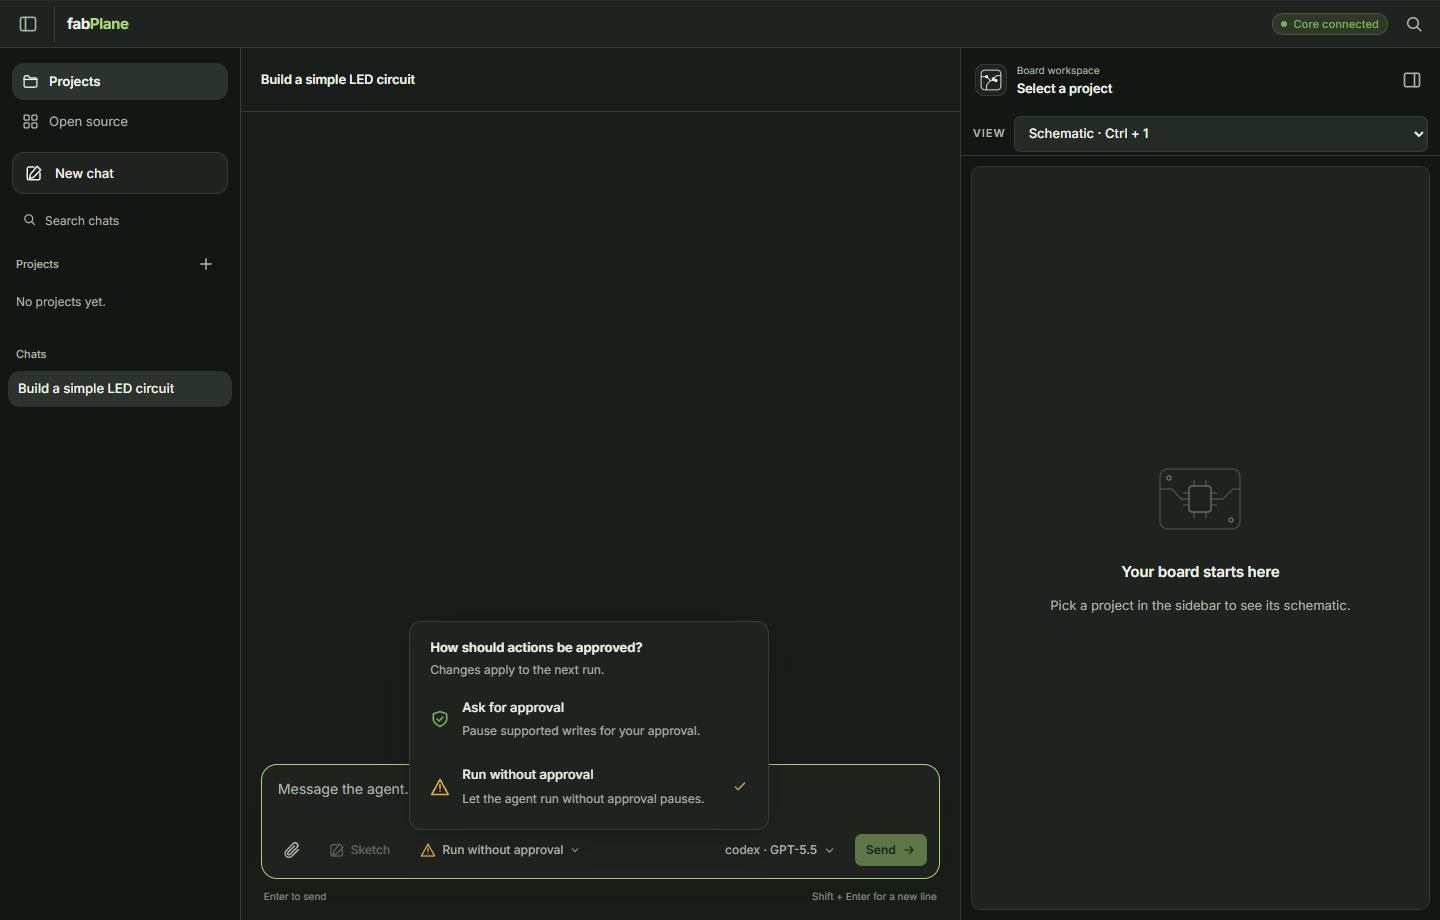 fabPlane
Core connected
Projects
Open source
New chat
Search chats
Projects
No projects yet.
Chats
Build a simple LED circuit
Build a simple LED circuit
How should actions be approved?
Changes apply to the next run.
Ask for approval
Pause supported writes for your approval.
Run without approval
Let the agent run without approval pauses.
Message the agent.
Sketch
Run without approval
codex · GPT-5.5
Send
Enter to send
Shift + Enter for a new line
Board workspace
Select a project
VIEW
Schematic · Ctrl + 1
Your board starts here
Pick a project in the sidebar to see its schematic.